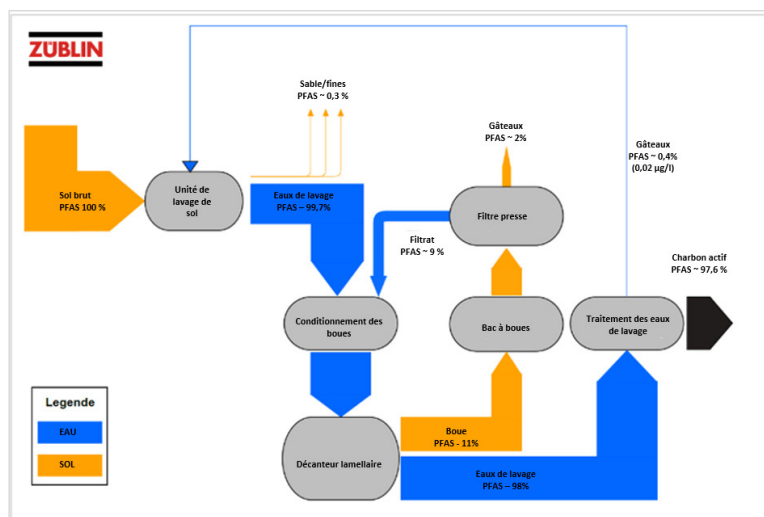 ZÜBLIN
Sable/fines
PFAS ~ 0,3 %
Gâteaux
PFAS ~ 2%
Gâteaux
PFAS ~ 0,4%
(0,02 µg/l)
Sol brut
PFAS 100 %
Unité de
lavage de
sol
Eaux de lavage
PFAS – 99,7%
Filtre presse
Filtrat
PFAS ~ 9 %
Charbon actif
PFAS ~ 97,6 %
Conditionnement des
boues
Bac à boues
Traitement des eaux
de lavage
Legende
EAU
SOL
Décanteur lamellaire
Boue
PFAS - 11%
Eaux de lavage
PFAS – 98%